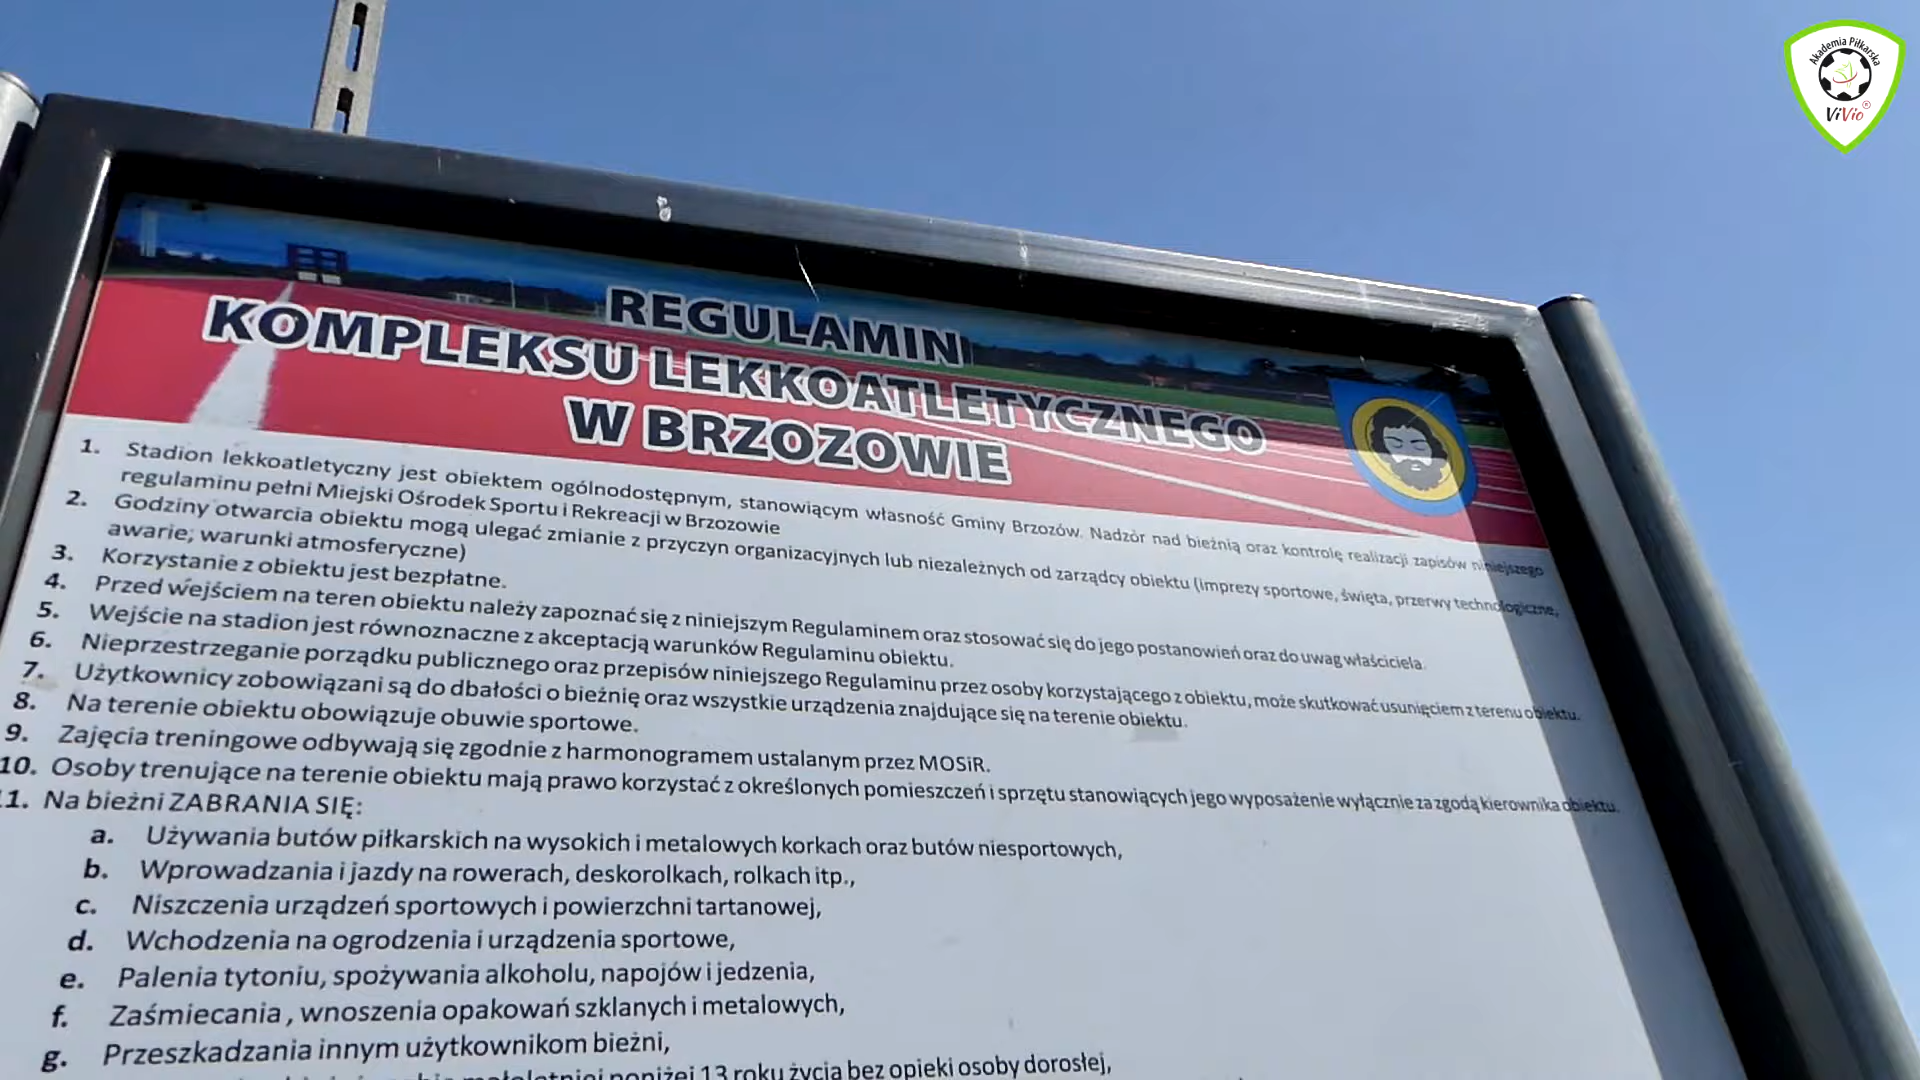 Akademia Piłkarska
ViVio®
REGULAMIN
KOMPLEKSU LEKKOATLETYCZNEGO
W BRZOZOWIE
1. Stadion lekkoatletyczny jest obiektem ogólnodostępnym, stanowiącym własność Gminy Brzozów. Nadzór nad bieżnią oraz kontrolę realizacji zapisów niniejszego
regulaminu pełni Miejski Ośrodek Sportu i Rekreacji w Brzozowie
2. Godziny otwarcia obiektu mogą ulegać zmianie z przyczyn organizacyjnych lub niezależnych od zarządcy obiektu (imprezy sportowe, święta, przerwy technologiczne,
awarie; warunki atmosferyczne)
3. Korzystanie z obiektu jest bezpłatne.
4. Przed wejściem na teren obiektu należy zapoznać się z niniejszym Regulaminem oraz stosować się do jego postanowień oraz do uwag właściciela.
5. Wejście na stadion jest równoznaczne z akceptacją warunków Regulaminu obiektu.
6. Nieprzestrzeganie porządku publicznego oraz przepisów niniejszego Regulaminu przez osoby korzystającego z obiektu, może skutkować usunięciem z terenu obiektu.
7. Użytkownicy zobowiązani są do dbałości o bieżnię oraz wszystkie urządzenia znajdujące się na terenie obiektu.
8. Na terenie obiektu obowiązuje obuwie sportowe.
9. Zajęcia treningowe odbywają się zgodnie z harmonogramem ustalanym przez MOSiR.
10. Osoby trenujące na terenie obiektu mają prawo korzystać z określonych pomieszczeń i sprzętu stanowiących jego wyposażenie wyłącznie za zgodą kierownika obiektu.
11. Na bieżni ZABRANIA SIĘ:
a. Używania butów piłkarskich na wysokich i metalowych korkach oraz butów niesportowych,
b. Wprowadzania i jazdy na rowerach, deskorolkach, rolkach itp.,
c. Niszczenia urządzeń sportowych i powierzchni tartanowej,
d. Wchodzenia na ogrodzenia i urządzenia sportowe,
e. Palenia tytoniu, spożywania alkoholu, napojów i jedzenia,
f. Zaśmiecania , wnoszenia opakowań szklanych i metalowych,
g. Przeszkadzania innym użytkownikom bieżni,
poniżej 13 roku życia bez opieki osoby dorosłej,